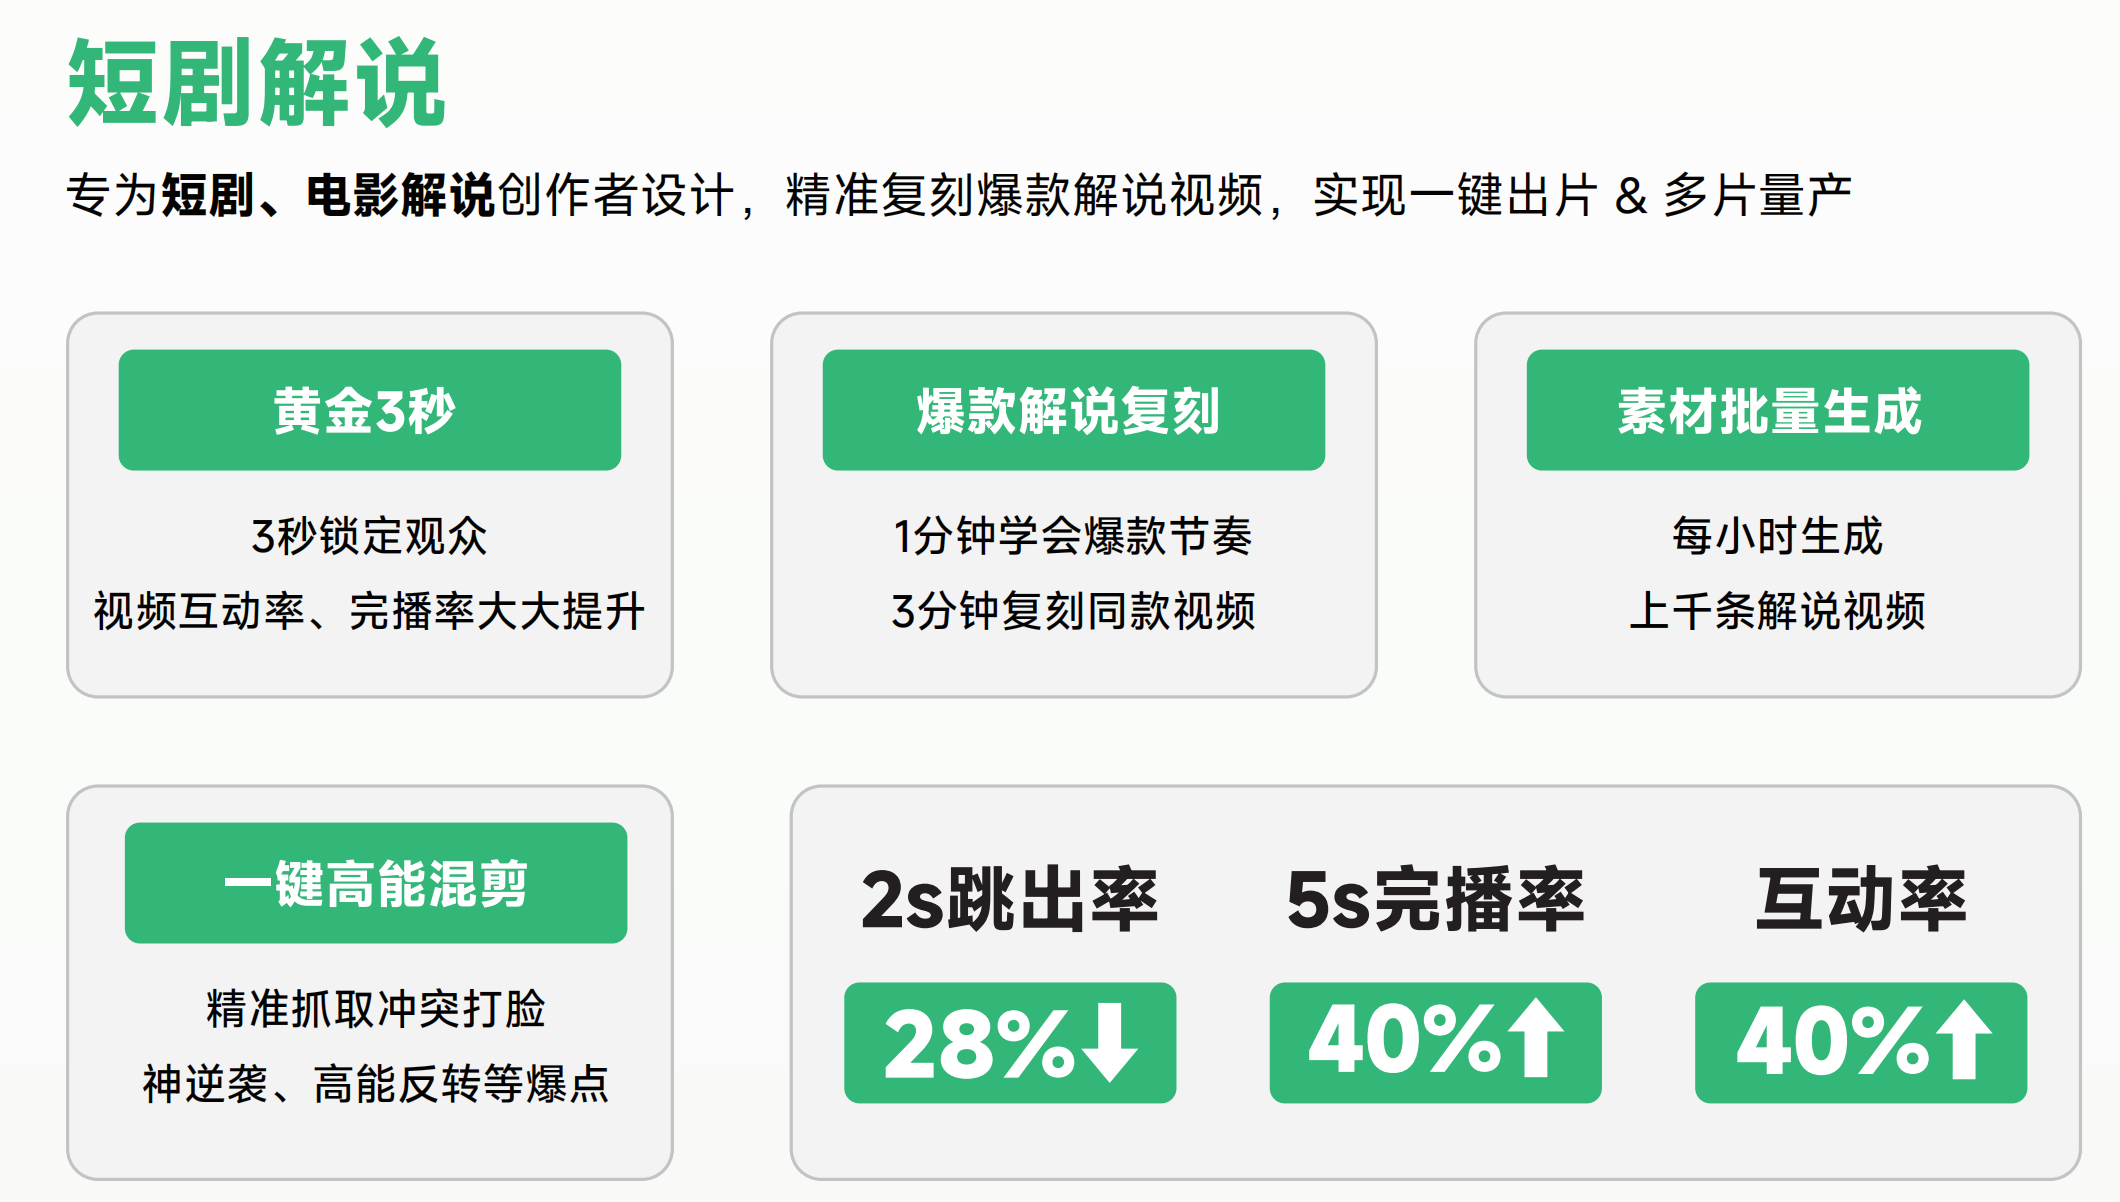 短剧解说
专为短剧、电影解说创作者设计，精准复刻爆款解说视频，实现一键出片 & 多片量产
黄金3秒
3秒锁定观众
视频互动率、完播率大大提升
爆款解说复刻
1分钟学会爆款节奏
3分钟复刻同款视频
素材批量生成
每小时生成
上千条解说视频
一键高能混剪
精准抓取冲突打脸
神逆袭、高能反转等爆点
2s跳出率
28%⬇
5s完播率
40%⬆
互动率
40%⬆